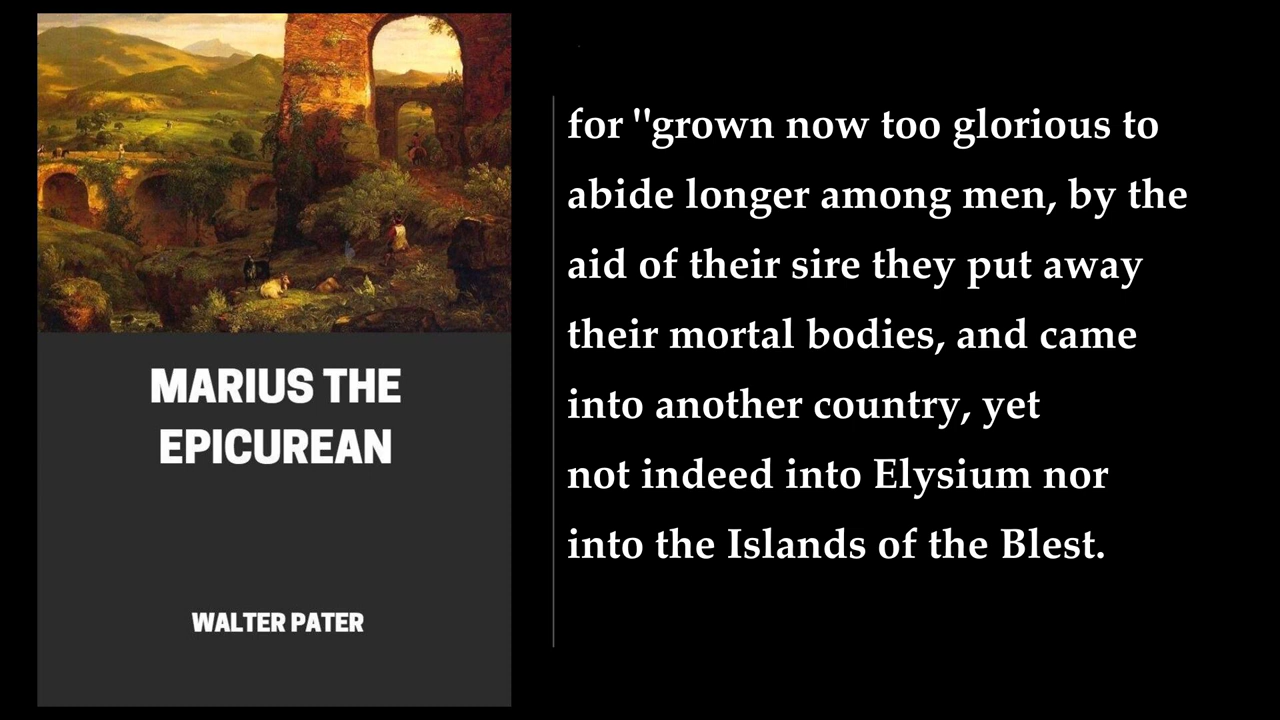 MARIUS THE
EPICUREAN
WALTER PATER
for "grown now too glorious to
abide longer among men, by the
aid of their sire they put away
their mortal bodies, and came
into another country, yet
not indeed into Elysium nor
into the Islands of the Blest.